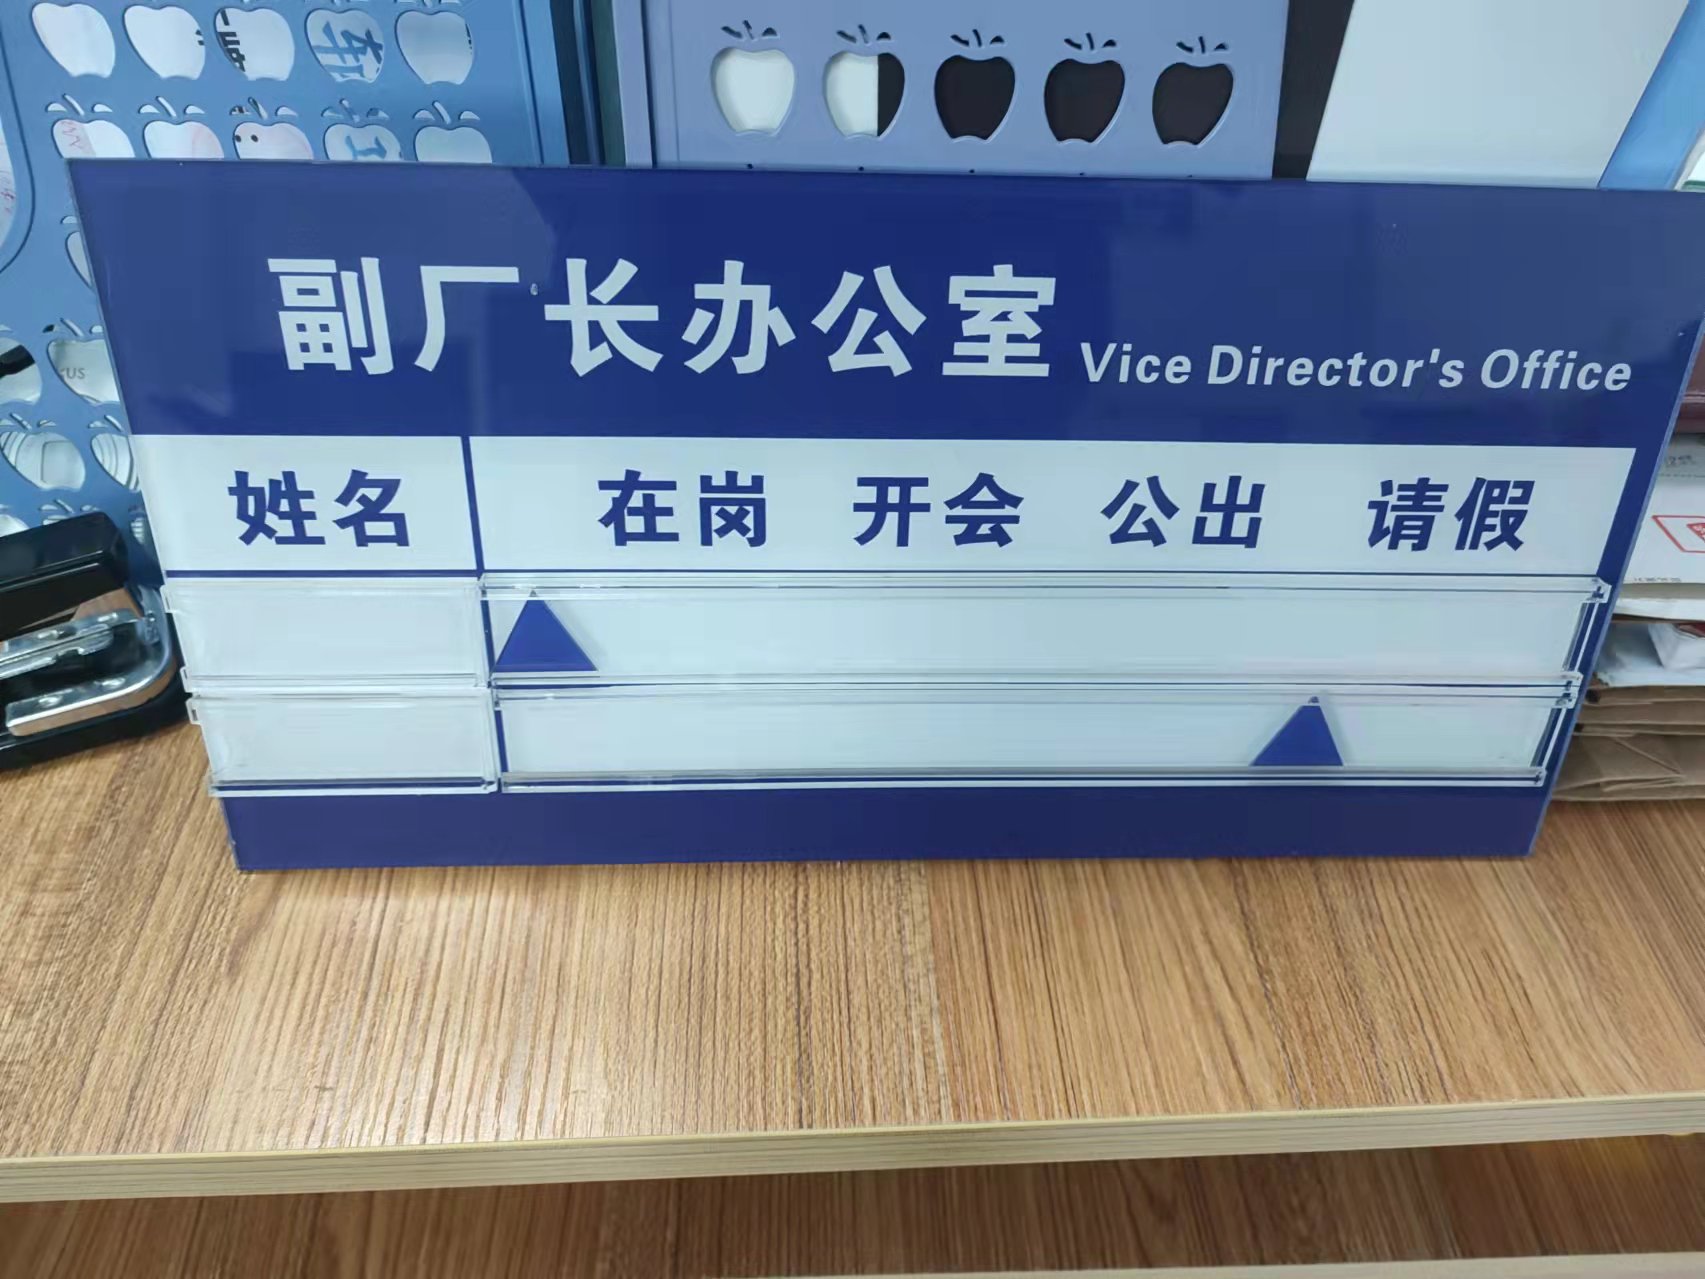 副厂长办公室 Vice Director's Office
姓名 在岗 开会 公出 请假